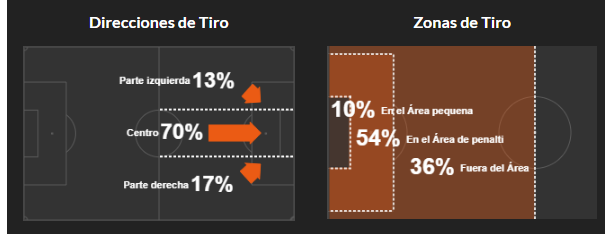 Direcciones de Tiro
Parte izquierda 13%
Centro 70%
Parte derecha 17%
Zonas de Tiro
10% En el Área pequena
54% En el Área de penalti
36% Fuera del Área